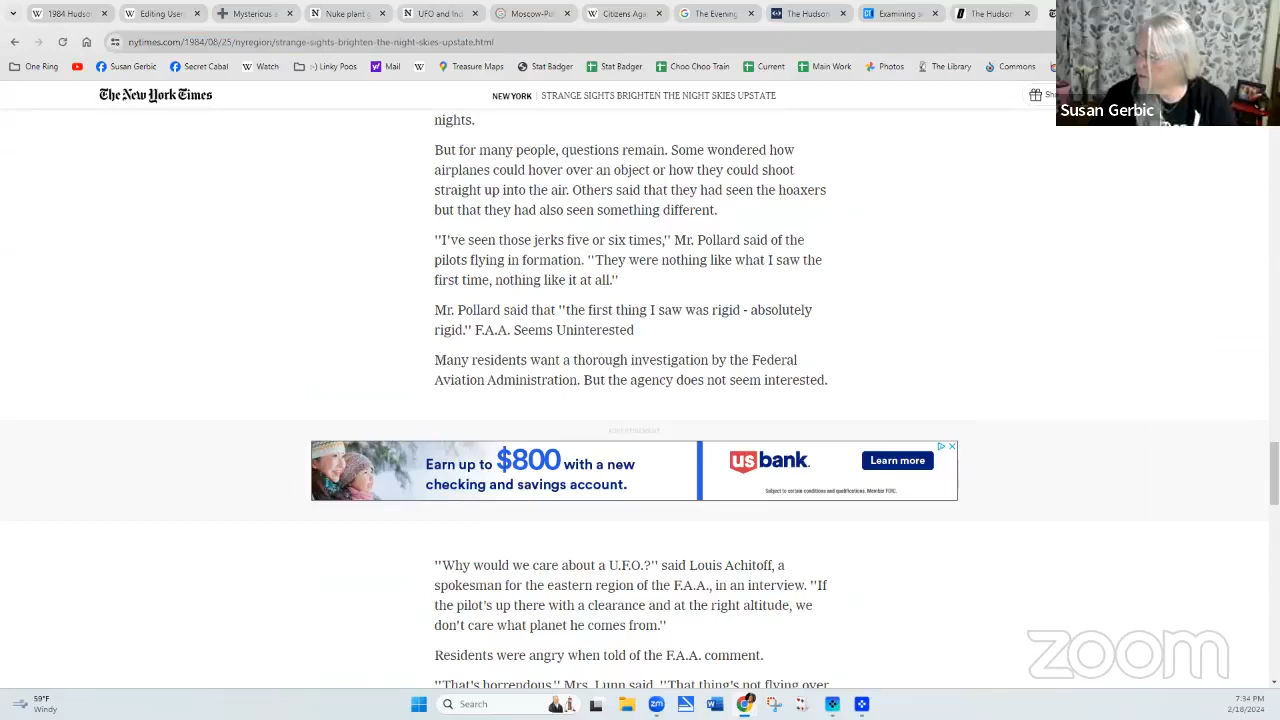 1984 Hudson
Edito
Mysterious
Nuke
UFO and In
Moscow-Pol
Citizens Age
The Evening
The Hudson
Examining s
The Hudson
nytimes.com/1984/08/25/nyregion/strange-sights-brighten-the-night-skies-upstate.html
One Ring
Susan Gerbic
Secret Cabal
Watch
:-) Linky Pool
Mail
Treasure Maps
Stat Badger
Stat Badger
Choo Choo Train
Current
Main Work
Photos
The Library
Commons
The New York Times
NEW YORK | STRANGE SIGHTS BRIGHTEN THE NIGHT SKIES UPSTATE
Susan Gerbic
nights.
But for many people, questions remain. Some wondered how
airplanes could hover over an object or how they could shoot
straight up into the air. Others said that they had seen the hoaxers
but that they had also seen something different.
''I've seen those jerks five or six times,'' Mr. Pollard said of the
pilots flying in formation. ''They were nothing like what I saw the
first time, nothing like it at all.''
Mr. Pollard said that ''the first thing I saw was rigid - absolutely
rigid.'' F.A.A. Seems Uninterested
Many residents want a thorough investigation by the Federal
Aviation Administration. But the agency does not seem interested.
ADVERTISEMENT
Earn up to $800 with a new
checking and savings account.
us bank.
Learn more
Subject to certain conditions and qualifications. Member FDIC.
''Why would we care about a U.F.O.?'' said Louis Achitoff, a
spokesman for the eastern region of the F.A.A., in an interview. ''If
the pilot's up there with a clearance and at the right altitude, we
don't care what planet he comes from.''
Residents were angry when told of the F.A.A. comment.
''That's horrendous,'' Mrs. Lunn said. ''That thing's not flying over
zoom
59°F
Windy
Search
7:34 PM
2/18/2024